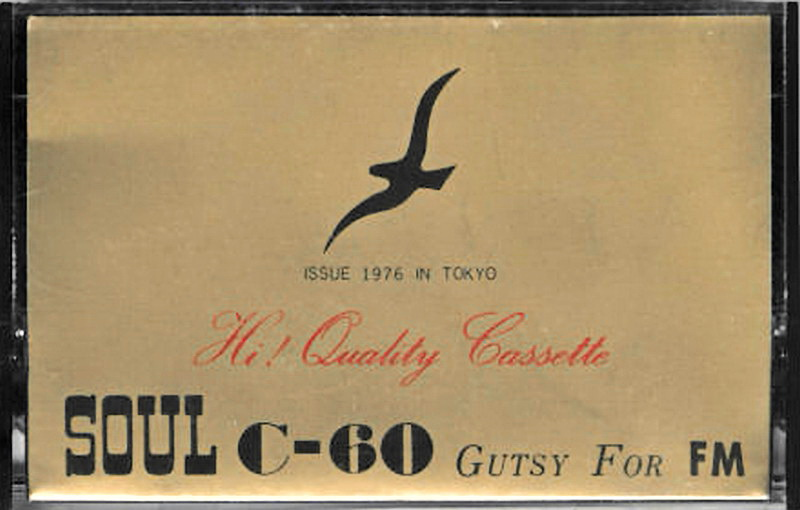 ISSUE 1976 IN TOKYO
Hi! Quality Cassette
SOUL C-60 GUTSY FOR FM